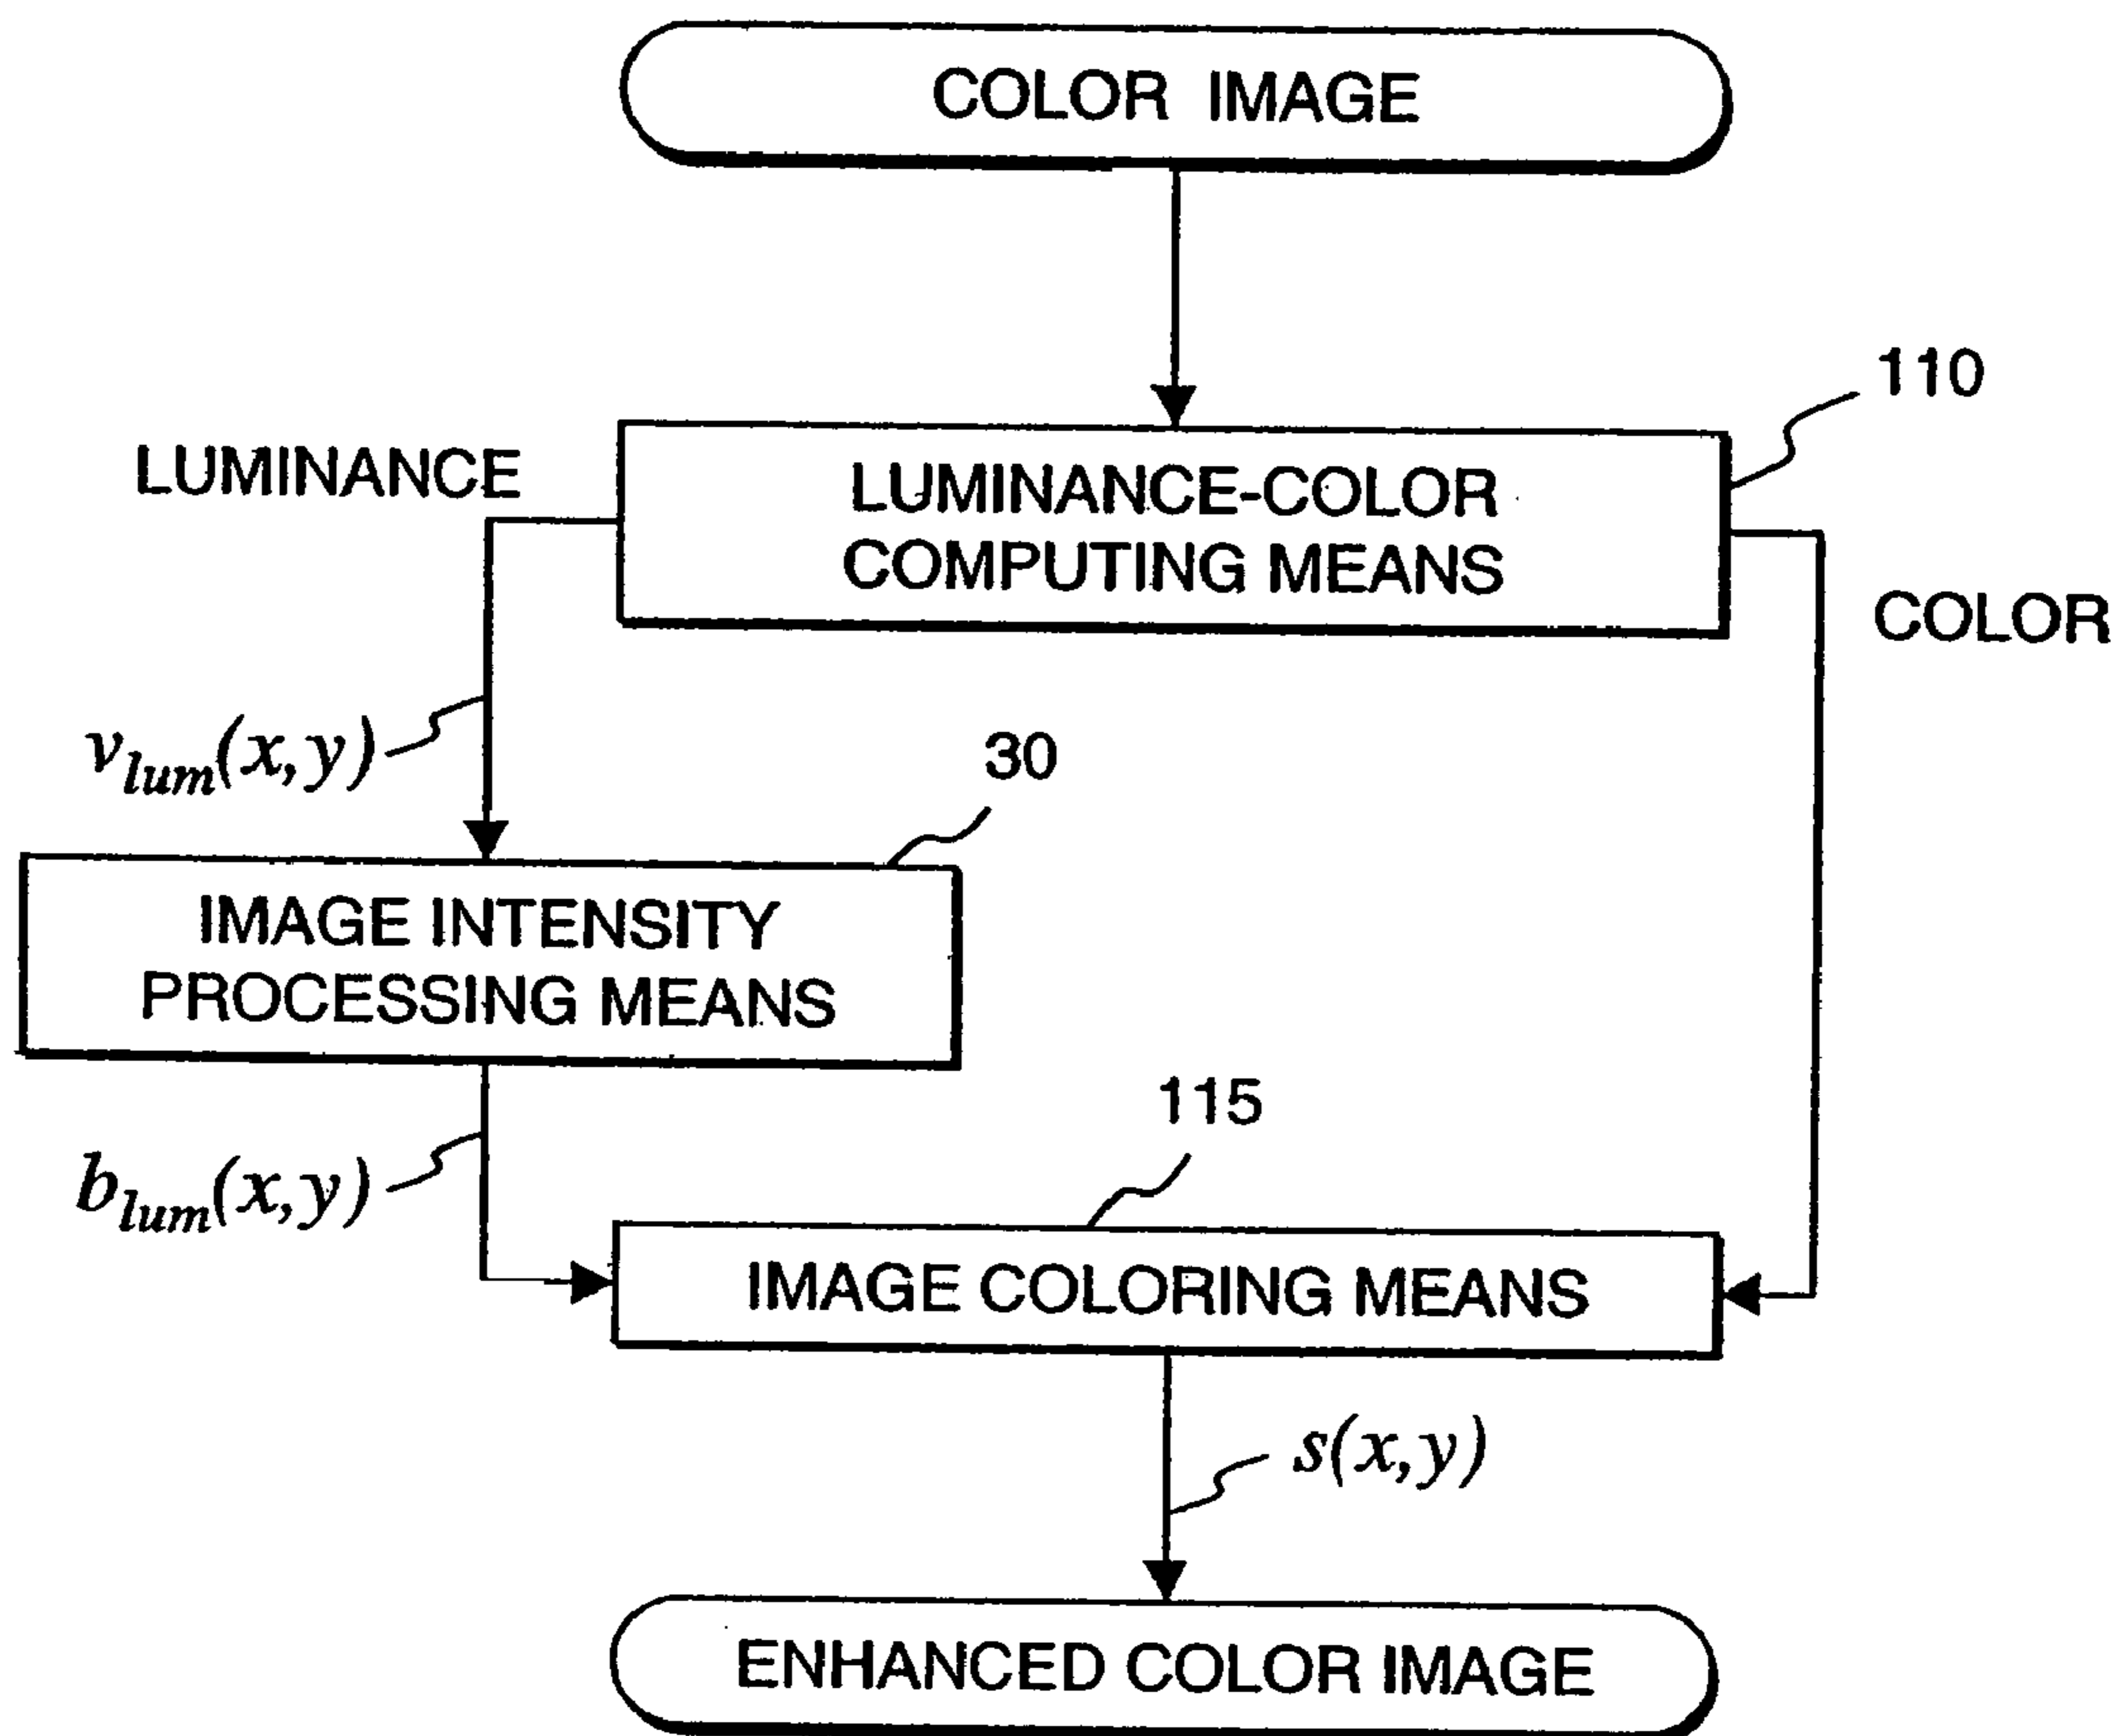 COLOR IMAGE
110
LUMINANCE
LUMINANCE-COLOR
COMPUTING MEANS
COLOR
v_lum(x,y)
30
IMAGE INTENSITY
PROCESSING MEANS
115
b_lum(x,y)
IMAGE COLORING MEANS
s(x,y)
ENHANCED COLOR IMAGE